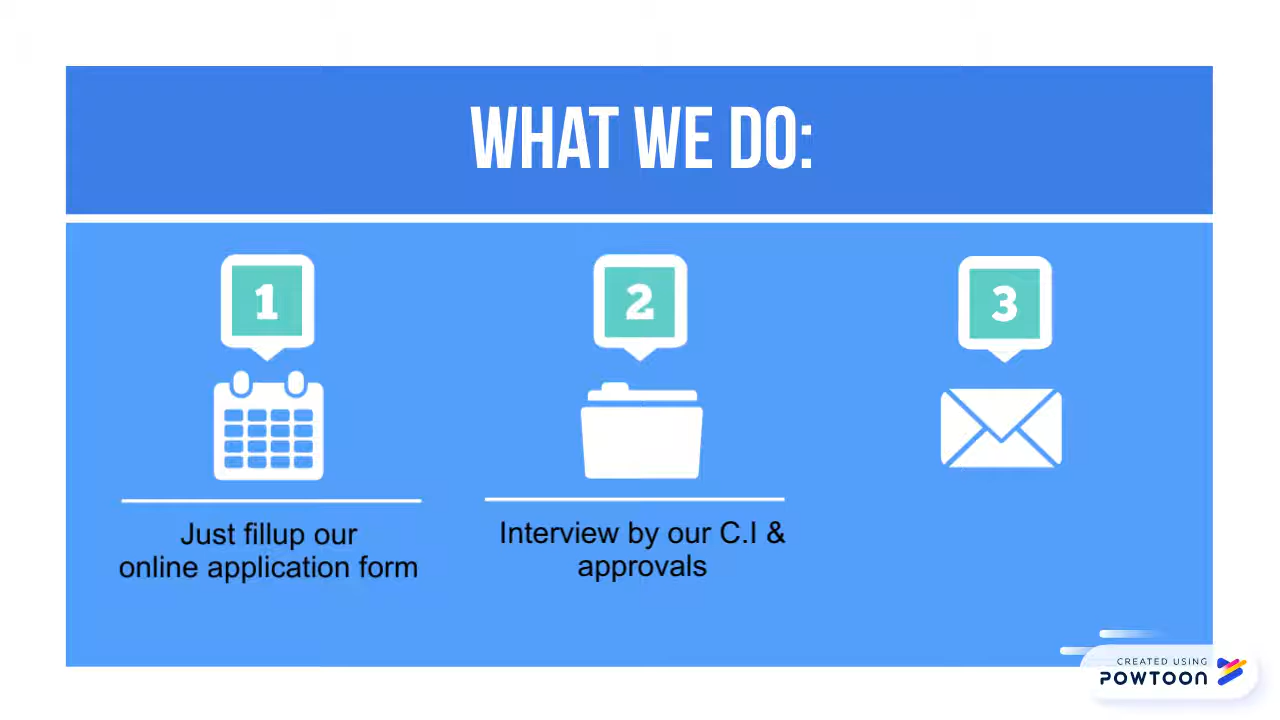 WHAT WE DO:
1
2
3
Just fillup our
online application form
Interview by our C.I &
approvals
CREATED USING
POWTOON